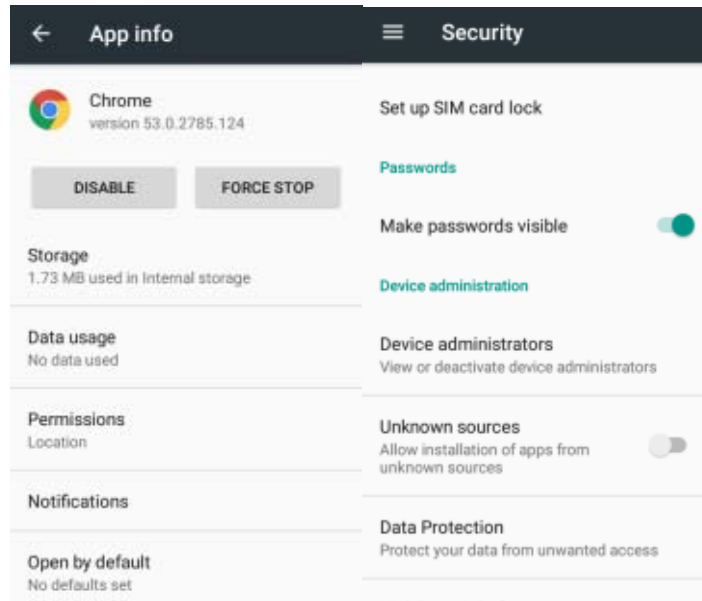 App info
Chrome
version 53.0.2785.124
DISABLE
FORCE STOP
Storage
1.73 MB used in Internal storage
Data usage
No data used
Permissions
Location
Notifications
Open by default
No defaults set
Security
Set up SIM card lock
Passwords
Make passwords visible
Device administration
Device administrators
View or deactivate device administrators
Unknown sources
Allow installation of apps from
unknown sources
Data Protection
Protect your data from unwanted access